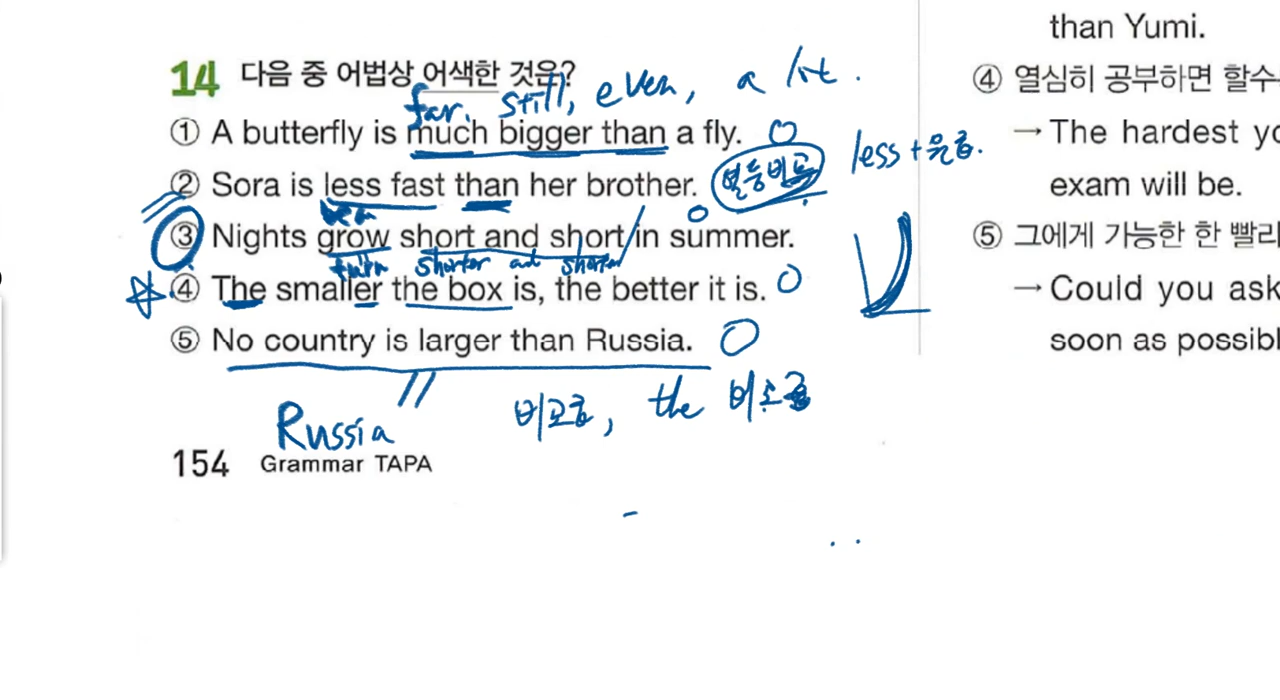 14 다음 중 어법상 어색한 것은?
far, still, even, a lot.
① A butterfly is much bigger than a fly.
② Sora is less fast than her brother. 열등비교 less+원급.
③ Nights grow short and short in summer.
turn shorter and shorter
④ The smaller the box is, the better it is.
⑤ No country is larger than Russia.
Russia 비교급, the 비교급
154 Grammar TAPA
than Yumi.
④ 열심히 공부하면 할수
→ The hardest yo
exam will be.
⑤ 그에게 가능한 한 빨리
→ Could you ask
soon as possibl